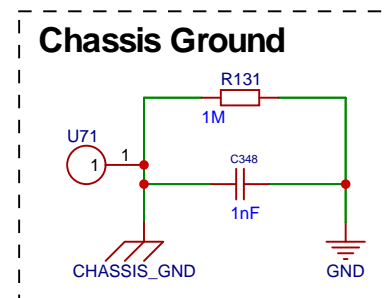 Chassis Ground
R131
1M
U71
1
1
C348
1nF
CHASSIS_GND
GND